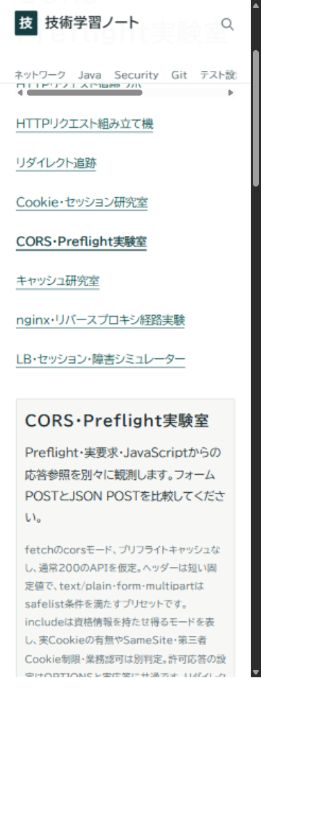 技 技術学習ノート
Preflight実験室
ネットワーク Java Security Git テスト設
HTTPリクエスト組み立て機
リダイレクト追跡
Cookie・セッション研究室
CORS・Preflight実験室
キャッシュ研究室
nginx・リバースプロキシ経路実験
LB・セッション・障害シミュレーター
CORS・Preflight実験室
Preflight・実要求・JavaScriptからの
応答参照を別々に観測します。フォーム
POSTとJSON POSTを比較してくださ
い。
fetchのcorsモード、プリフライトキャッシュな
し、通常200のAPIを仮定。ヘッダーは短い固
定値で、text/plain・form・multipartは
safelist条件を満たすプリセットです。
includeは資格情報を持たせ得るモードを表
し、実Cookieの有無やSameSite・第三者
Cookie制限・業務認可は別判定。許可応答の設